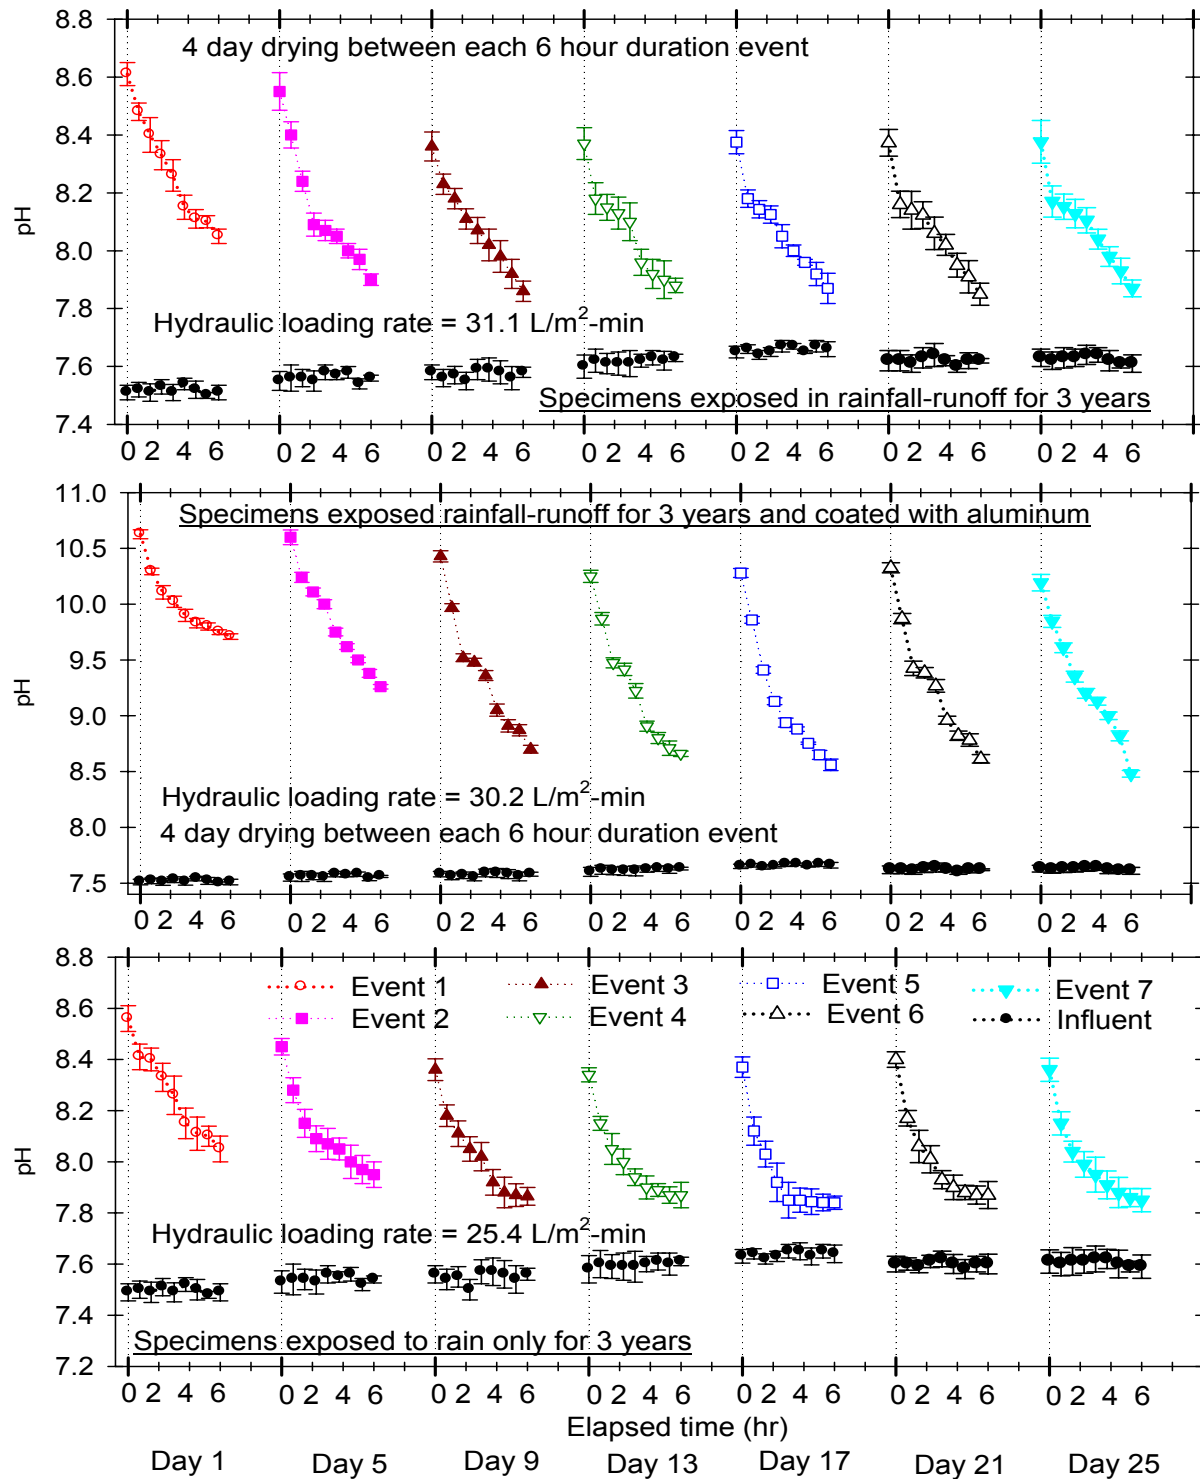 8.8
4 day drying between each 6 hour duration event
8.6
8.4
8.2
pH
8.0
7.8
Hydraulic loading rate = 31.1 L/m²-min
7.6
Specimens exposed in rainfall-runoff for 3 years
7.4
0 2 4 6 0 2 4 6 0 2 4 6 0 2 4 6 0 2 4 6 0 2 4 6 0 2 4 6
11.0
Specimens exposed rainfall-runoff for 3 years and coated with aluminum
10.5
10.0
9.5
pH
9.0
8.5
Hydraulic loading rate = 30.2 L/m²-min
8.0
4 day drying between each 6 hour duration event
7.5
0 2 4 6 0 2 4 6 0 2 4 6 0 2 4 6 0 2 4 6 0 2 4 6 0 2 4 6
8.8
Event 1 Event 3 Event 5 Event 7
Event 2 Event 4 Event 6 Influent
8.6
8.4
8.2
pH
8.0
7.8
Hydraulic loading rate = 25.4 L/m²-min
7.6
7.4
Specimens exposed to rain only for 3 years
7.2
0 2 4 6 0 2 4 6 0 2 4 6 0 2 4 6 0 2 4 6 0 2 4 6 0 2 4 6
Elapsed time (hr)
Day 1 Day 5 Day 9 Day 13 Day 17 Day 21 Day 25